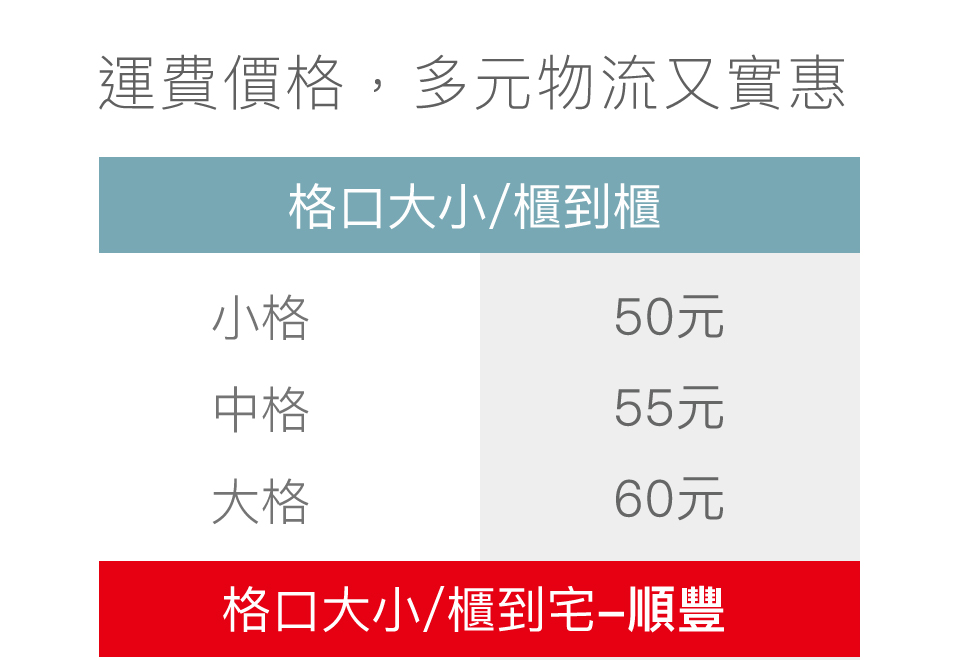 運費價格，多元物流又實惠
格口大小/櫃到櫃
小格 50元
中格 55元
大格 60元
格口大小/櫃到宅–順豐